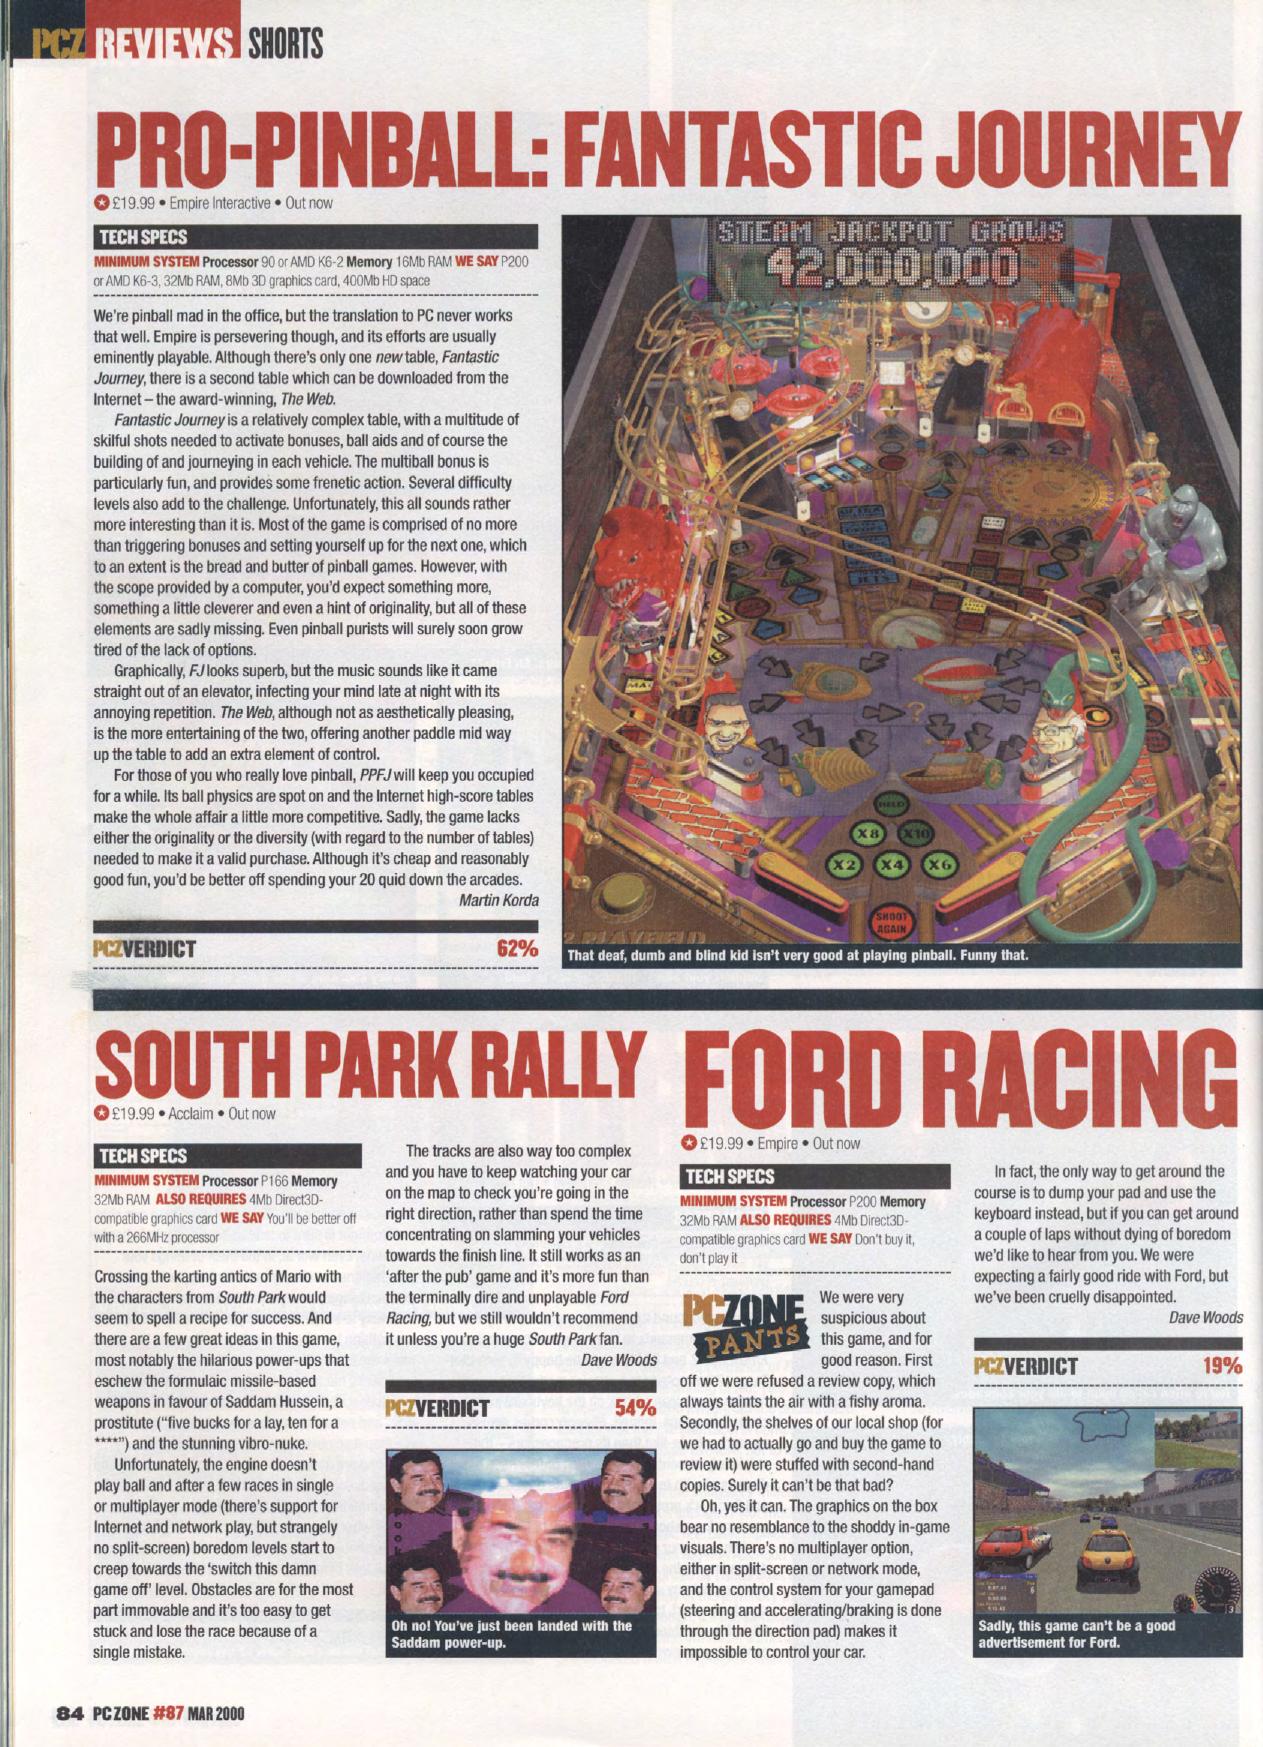 PCZ REVIEWS SHORTS
PRO-PINBALL: FANTASTIC JOURNEY
£19.99 • Empire Interactive • Out now
TECH SPECS
MINIMUM SYSTEM Processor 90 or AMD K6-2 Memory 16Mb RAM WE SAY P200
or AMD K6-3, 32Mb RAM, 8Mb 3D graphics card, 400Mb HD space
We're pinball mad in the office, but the translation to PC never works
that well. Empire is persevering though, and its efforts are usually
eminently playable. Although there's only one new table, Fantastic
Journey, there is a second table which can be downloaded from the
Internet – the award-winning, The Web.
Fantastic Journey is a relatively complex table, with a multitude of
skilful shots needed to activate bonuses, ball aids and of course the
building of and journeying in each vehicle. The multiball bonus is
particularly fun, and provides some frenetic action. Several difficulty
levels also add to the challenge. Unfortunately, this all sounds rather
more interesting than it is. Most of the game is comprised of no more
than triggering bonuses and setting yourself up for the next one, which
to an extent is the bread and butter of pinball games. However, with
the scope provided by a computer, you'd expect something more,
something a little cleverer and even a hint of originality, but all of these
elements are sadly missing. Even pinball purists will surely soon grow
tired of the lack of options.
Graphically, FJ looks superb, but the music sounds like it came
straight out of an elevator, infecting your mind late at night with its
annoying repetition. The Web, although not as aesthetically pleasing,
is the more entertaining of the two, offering another paddle mid way
up the table to add an extra element of control.
For those of you who really love pinball, PPFJ will keep you occupied
for a while. Its ball physics are spot on and the Internet high-score tables
make the whole affair a little more competitive. Sadly, the game lacks
either the originality or the diversity (with regard to the number of tables)
needed to make it a valid purchase. Although it's cheap and reasonably
good fun, you'd be better off spending your 20 quid down the arcades.
Martin Korda
PCZVERDICT 62%
STEAM JACKPOT GROWS
42,000,000
HELD
X8 X10
X2 X4 X6
SHOOT
AGAIN
PLAYFIELD
That deaf, dumb and blind kid isn't very good at playing pinball. Funny that.
SOUTH PARK RALLY
£19.99 • Acclaim • Out now
TECH SPECS
MINIMUM SYSTEM Processor P166 Memory
32Mb RAM ALSO REQUIRES 4Mb Direct3D-
compatible graphics card WE SAY You'll be better off
with a 266MHz processor
Crossing the karting antics of Mario with
the characters from South Park would
seem to spell a recipe for success. And
there are a few great ideas in this game,
most notably the hilarious power-ups that
eschew the formulaic missile-based
weapons in favour of Saddam Hussein, a
prostitute ("five bucks for a lay, ten for a
****") and the stunning vibro-nuke.
Unfortunately, the engine doesn't
play ball and after a few races in single
or multiplayer mode (there's support for
Internet and network play, but strangely
no split-screen) boredom levels start to
creep towards the 'switch this damn
game off' level. Obstacles are for the most
part immovable and it's too easy to get
stuck and lose the race because of a
single mistake.
The tracks are also way too complex
and you have to keep watching your car
on the map to check you're going in the
right direction, rather than spend the time
concentrating on slamming your vehicles
towards the finish line. It still works as an
'after the pub' game and it's more fun than
the terminally dire and unplayable Ford
Racing, but we still wouldn't recommend
it unless you're a huge South Park fan.
Dave Woods
PCZVERDICT 54%
Oh no! You've just been landed with the
Saddam power-up.
FORD RACING
£19.99 • Empire • Out now
TECH SPECS
MINIMUM SYSTEM Processor P200 Memory
32Mb RAM ALSO REQUIRES 4Mb Direct3D-
compatible graphics card WE SAY Don't buy it,
don't play it
PCZONE
PANTS
We were very
suspicious about
this game, and for
good reason. First
off we were refused a review copy, which
always taints the air with a fishy aroma.
Secondly, the shelves of our local shop (for
we had to actually go and buy the game to
review it) were stuffed with second-hand
copies. Surely it can't be that bad?
Oh, yes it can. The graphics on the box
bear no resemblance to the shoddy in-game
visuals. There's no multiplayer option,
either in split-screen or network mode,
and the control system for your gamepad
(steering and accelerating/braking is done
through the direction pad) makes it
impossible to control your car.
In fact, the only way to get around the
course is to dump your pad and use the
keyboard instead, but if you can get around
a couple of laps without dying of boredom
we'd like to hear from you. We were
expecting a fairly good ride with Ford, but
we've been cruelly disappointed.
Dave Woods
PCZVERDICT 19%
Sadly, this game can't be a good
advertisement for Ford.
84 PCZONE #87 MAR 2000